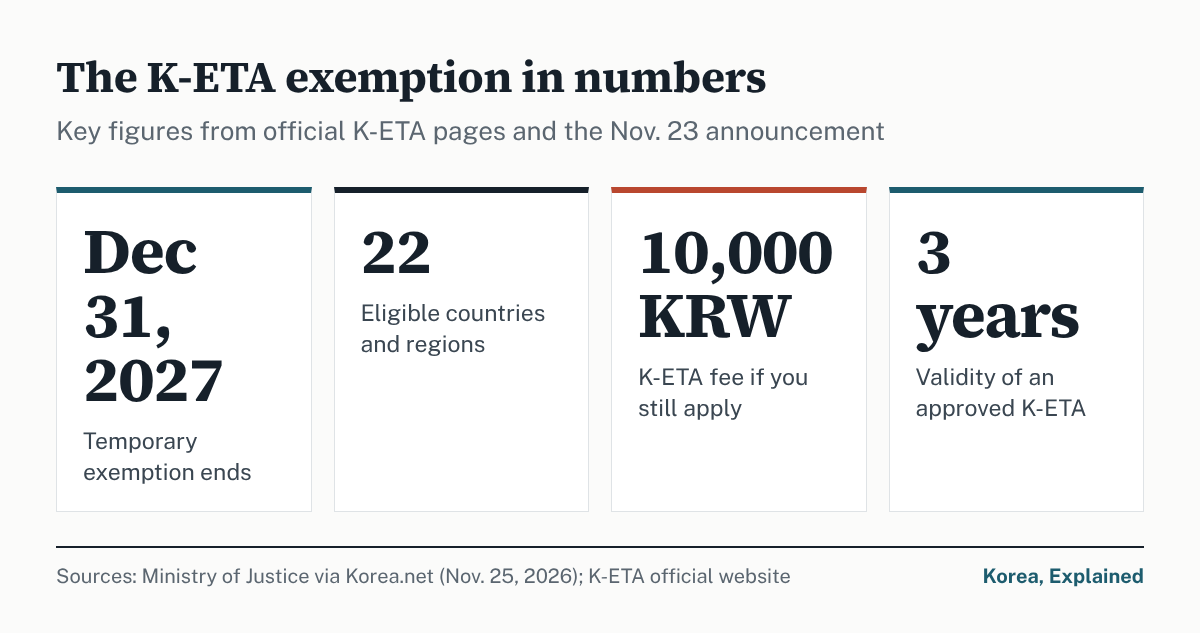 The K-ETA exemption in numbers
Key figures from official K-ETA pages and the Nov. 23 announcement
Dec
31,
2027
Temporary
exemption ends
22
Eligible countries
and regions
10,000
KRW
K-ETA fee if you
still apply
3
years
Validity of an
approved K-ETA
Sources: Ministry of Justice via Korea.net (Nov. 25, 2026); K-ETA official website
Korea, Explained